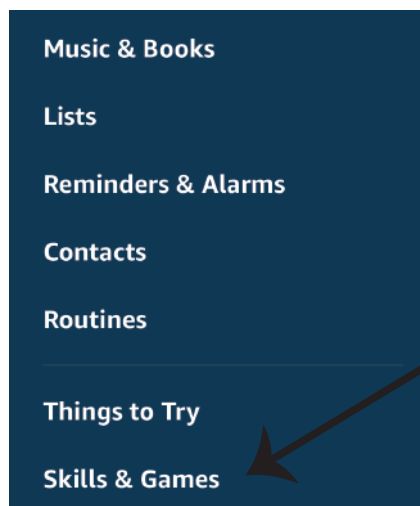 Music & Books
Lists
Reminders & Alarms
Contacts
Routines
Things to Try
Skills & Games